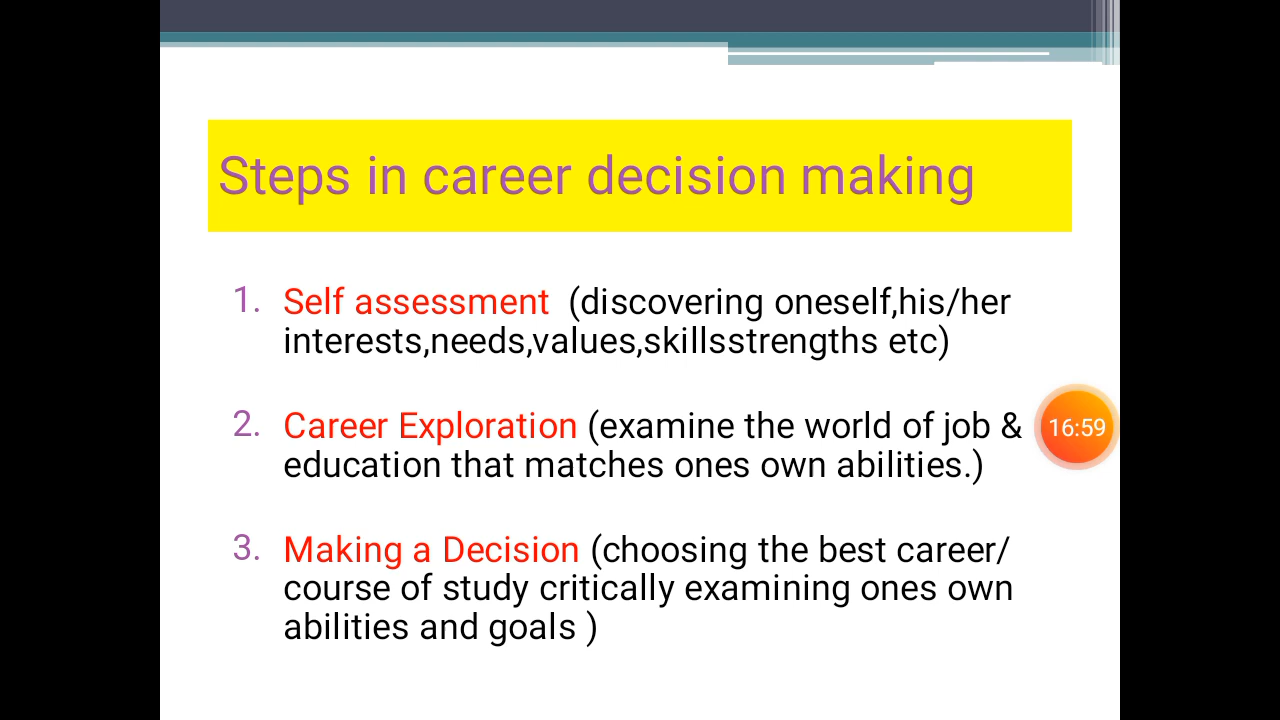 Steps in career decision making
1. Self assessment  (discovering oneself,his/her
interests,needs,values,skillsstrengths etc)
2. Career Exploration (examine the world of job &
16:59
education that matches ones own abilities.)
3. Making a Decision (choosing the best career/
course of study critically examining ones own
abilities and goals )